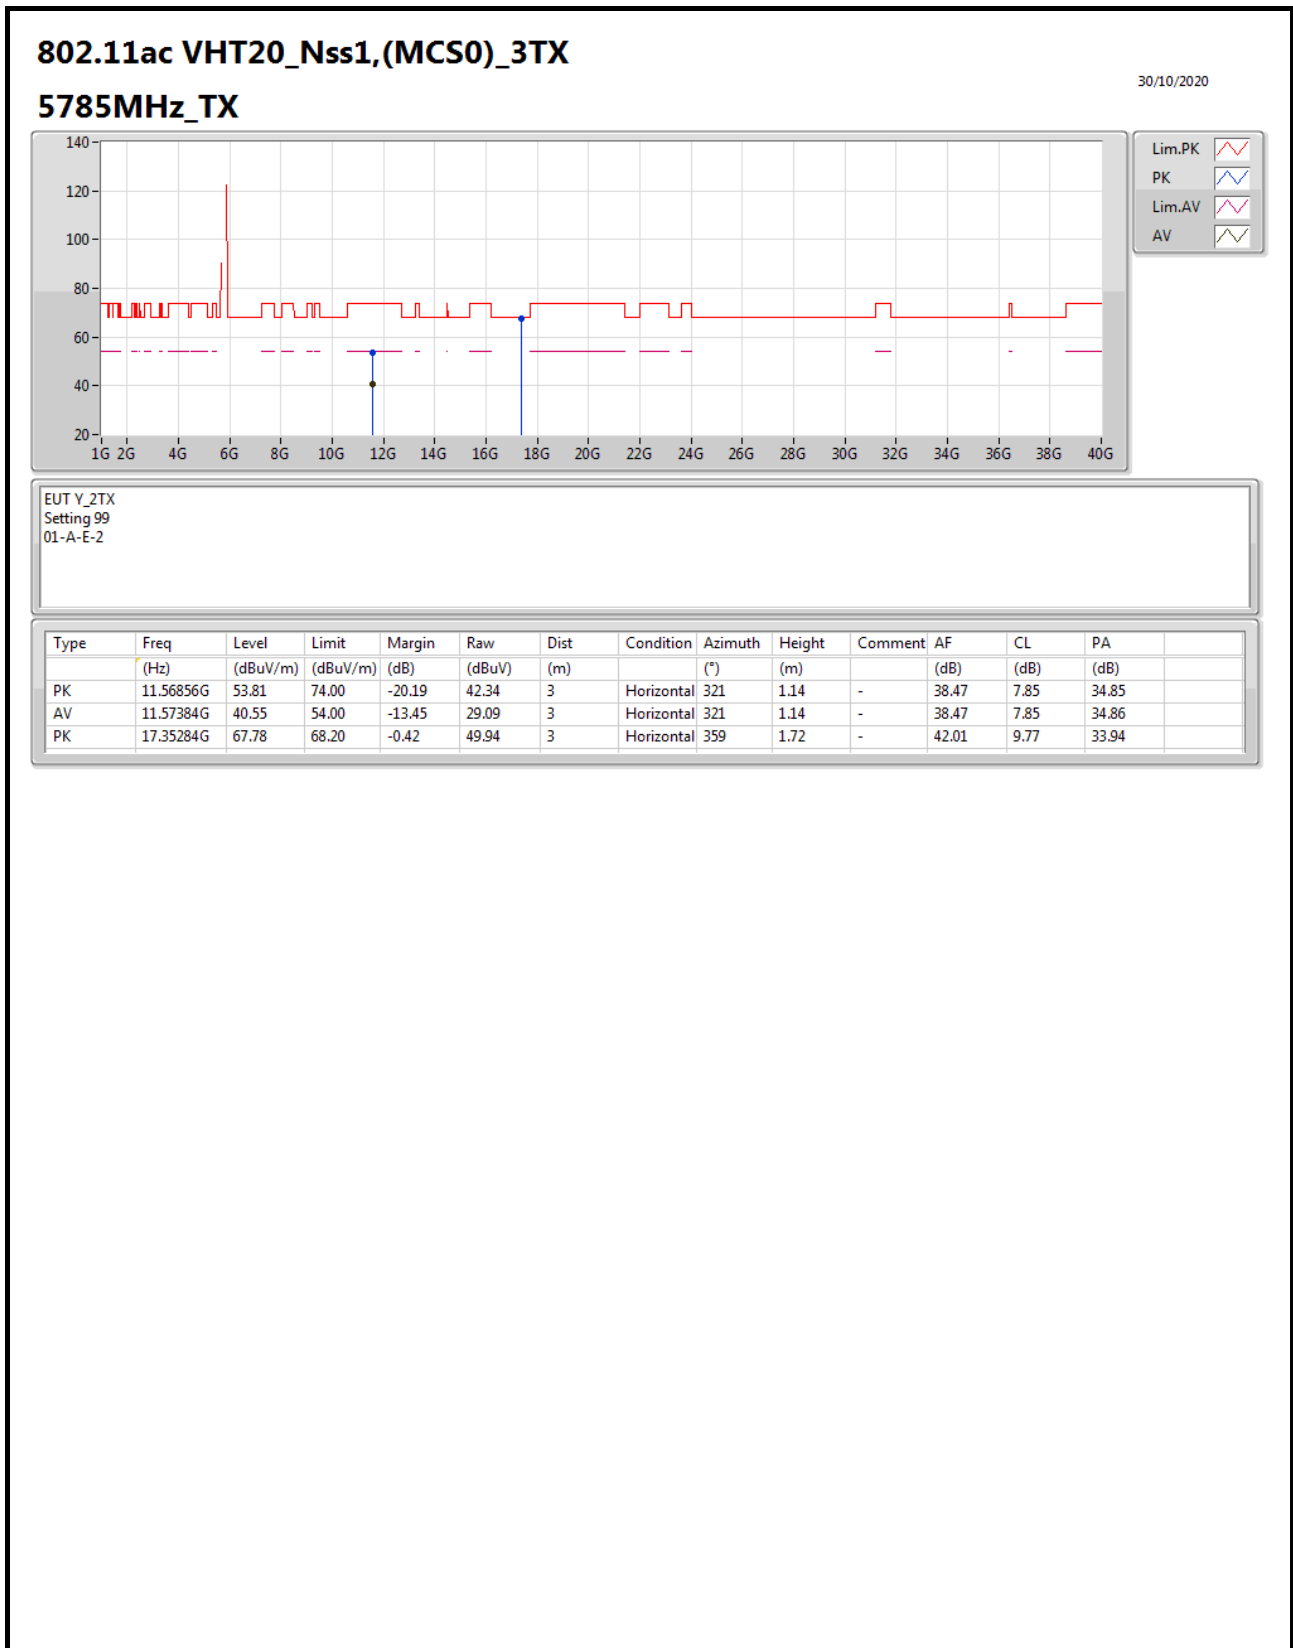 802.11ac VHT20_Nss1,(MCS0)_3TX
30/10/2020
5785MHz_TX
140
120
100
80
60
40
20
1G 2G 4G 6G 8G 10G 12G 14G 16G 18G 20G 22G 24G 26G 28G 30G 32G 34G 36G 38G 40G
Lim.PK
PK
Lim.AV
AV
EUT Y_2TX
Setting 99
01-A-E-2
Type Freq Level Limit Margin Raw Dist Condition Azimuth Height Comment AF CL PA
(Hz) (dBuV/m) (dBuV/m) (dB) (dBuV) (m) (°) (m) (dB) (dB) (dB)
PK 11.56856G 53.81 74.00 -20.19 42.34 3 Horizontal 321 1.14 - 38.47 7.85 34.85
AV 11.57384G 40.55 54.00 -13.45 29.09 3 Horizontal 321 1.14 - 38.47 7.85 34.86
PK 17.35284G 67.78 68.20 -0.42 49.94 3 Horizontal 359 1.72 - 42.01 9.77 33.94